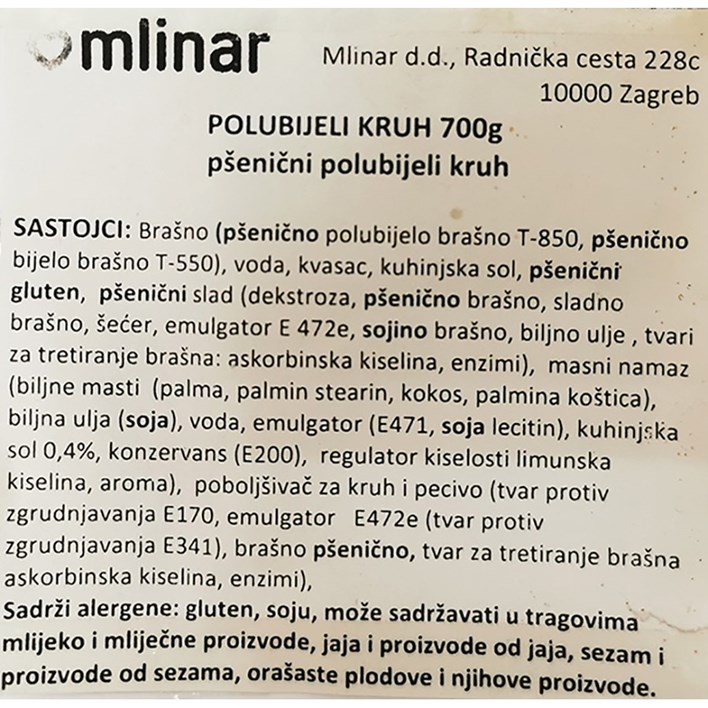 mlinar
Mlinar d.d., Radnička cesta 228c
10000 Zagreb
POLUBIJELI KRUH 700g
pšenični polubijeli kruh
SASTOJCI: Brašno (pšenično polubijelo brašno T-850, pšenično
bijelo brašno T-550), voda, kvasac, kuhinjska sol, pšenični
gluten, pšenični slad (dekstroza, pšenično brašno, sladno
brašno, šećer, emulgator E 472e, sojino brašno, biljno ulje , tvari
za tretiranje brašna: askorbinska kiselina, enzimi), masni namaz
(biljne masti (palma, palmin stearin, kokos, palmina koštica),
biljna ulja (soja), voda, emulgator (E471, soja lecitin), kuhinjska
sol 0,4%, konzervans (E200), regulator kiselosti limunska
kiselina, aroma), poboljšivač za kruh i pecivo (tvar protiv
zgrudnjavanja E170, emulgator E472e (tvar protiv
zgrudnjavanja E341), brašno pšenično, tvar za tretiranje brašna
askorbinska kiselina, enzimi),
Sadrži alergene: gluten, soju, može sadržavati u tragovima
mlijeko i mliječne proizvode, jaja i proizvode od jaja, sezam i
proizvode od sezama, orašaste plodove i njihove proizvode.